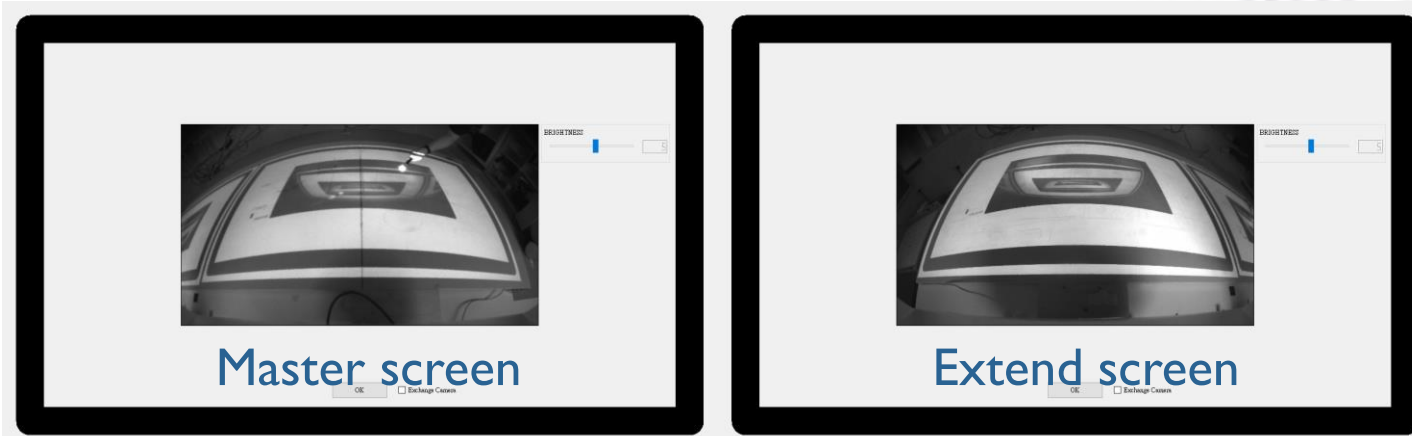 BRIGHTNESS
5
Master screen
OK
Exchange Camera
BRIGHTNESS
5
Extend screen
OK
Exchange Camera